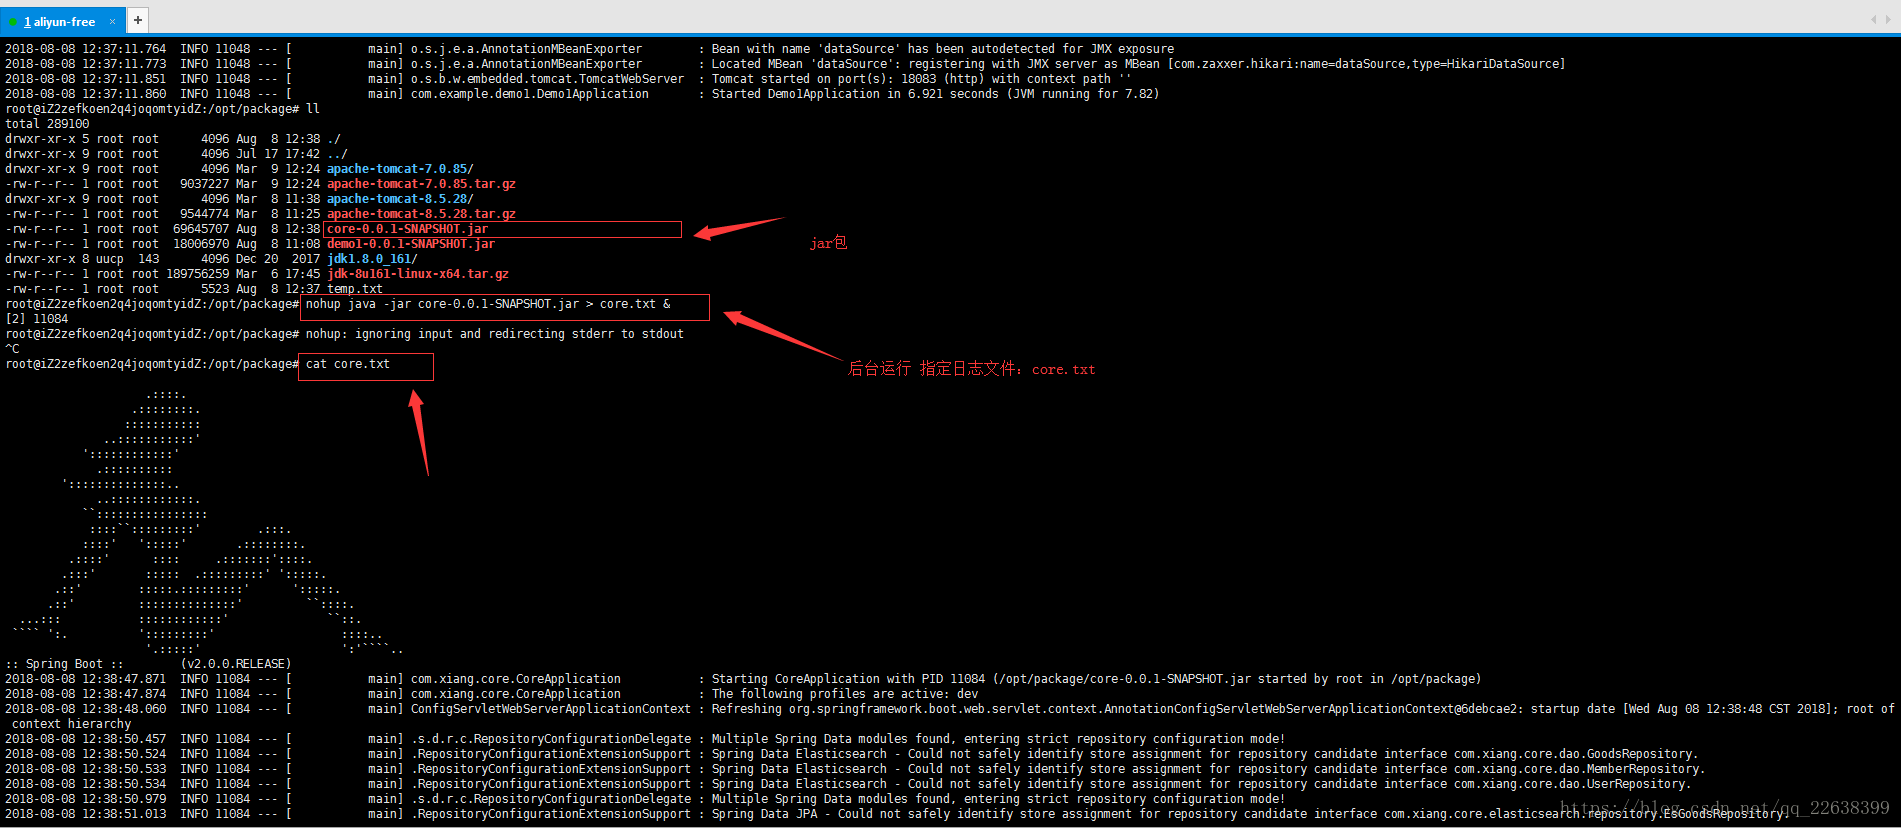 1 aliyun-free × +
2018-08-08 12:37:11.764  INFO 11048 --- [           main] o.s.j.e.a.AnnotationMBeanExporter        : Bean with name 'dataSource' has been autodetected for JMX exposure
2018-08-08 12:37:11.773  INFO 11048 --- [           main] o.s.j.e.a.AnnotationMBeanExporter        : Located MBean 'dataSource': registering with JMX server as MBean [com.zaxxer.hikari:name=dataSource,type=HikariDataSource]
2018-08-08 12:37:11.851  INFO 11048 --- [           main] o.s.b.w.embedded.tomcat.TomcatWebServer  : Tomcat started on port(s): 18083 (http) with context path ''
2018-08-08 12:37:11.860  INFO 11048 --- [           main] com.example.demo1.Demo1Application       : Started Demo1Application in 6.921 seconds (JVM running for 7.82)
root@iZ2zefkoen2q4joqomtyidZ:/opt/package# ll
total 289100
drwxr-xr-x 5 root root      4096 Aug  8 12:38 ./
drwxr-xr-x 9 root root      4096 Jul 17 17:42 ../
drwxr-xr-x 9 root root      4096 Mar  9 12:24 apache-tomcat-7.0.85/
-rw-r--r-- 1 root root   9037227 Mar  9 12:24 apache-tomcat-7.0.85.tar.gz
drwxr-xr-x 9 root root      4096 Mar  8 11:38 apache-tomcat-8.5.28/
-rw-r--r-- 1 root root   9544774 Mar  8 11:25 apache-tomcat-8.5.28.tar.gz
-rw-r--r-- 1 root root  69645707 Aug  8 12:38 core-0.0.1-SNAPSHOT.jar
jar包
-rw-r--r-- 1 root root  18006970 Aug  8 11:08 demo1-0.0.1-SNAPSHOT.jar
drwxr-xr-x 8 uucp  143      4096 Dec 20  2017 jdk1.8.0_161/
-rw-r--r-- 1 root root 189756259 Mar  6 17:45 jdk-8u161-linux-x64.tar.gz
-rw-r--r-- 1 root root      5523 Aug  8 12:37 temp.txt
root@iZ2zefkoen2q4joqomtyidZ:/opt/package# nohup java -jar core-0.0.1-SNAPSHOT.jar > core.txt &
[2] 11084
root@iZ2zefkoen2q4joqomtyidZ:/opt/package# nohup: ignoring input and redirecting stderr to stdout
^C
root@iZ2zefkoen2q4joqomtyidZ:/opt/package# cat core.txt
后台运行 指定日志文件：core.txt
:: Spring Boot ::        (v2.0.0.RELEASE)
2018-08-08 12:38:47.871  INFO 11084 --- [           main] com.xiang.core.CoreApplication           : Starting CoreApplication with PID 11084 (/opt/package/core-0.0.1-SNAPSHOT.jar started by root in /opt/package)
2018-08-08 12:38:47.874  INFO 11084 --- [           main] com.xiang.core.CoreApplication           : The following profiles are active: dev
2018-08-08 12:38:48.060  INFO 11084 --- [           main] ConfigServletWebServerApplicationContext : Refreshing org.springframework.boot.web.servlet.context.AnnotationConfigServletWebServerApplicationContext@6debcae2: startup date [Wed Aug 08 12:38:48 CST 2018]; root of
 context hierarchy
2018-08-08 12:38:50.457  INFO 11084 --- [           main] .s.d.r.c.RepositoryConfigurationDelegate : Multiple Spring Data modules found, entering strict repository configuration mode!
2018-08-08 12:38:50.524  INFO 11084 --- [           main] .RepositoryConfigurationExtensionSupport : Spring Data Elasticsearch - Could not safely identify store assignment for repository candidate interface com.xiang.core.dao.GoodsRepository.
2018-08-08 12:38:50.533  INFO 11084 --- [           main] .RepositoryConfigurationExtensionSupport : Spring Data Elasticsearch - Could not safely identify store assignment for repository candidate interface com.xiang.core.dao.MemberRepository.
2018-08-08 12:38:50.534  INFO 11084 --- [           main] .RepositoryConfigurationExtensionSupport : Spring Data Elasticsearch - Could not safely identify store assignment for repository candidate interface com.xiang.core.dao.UserRepository.
2018-08-08 12:38:50.979  INFO 11084 --- [           main] .s.d.r.c.RepositoryConfigurationDelegate : Multiple Spring Data modules found, entering strict repository configuration mode!
2018-08-08 12:38:51.013  INFO 11084 --- [           main] .RepositoryConfigurationExtensionSupport : Spring Data JPA - Could not safely identify store assignment for repository candidate interface com.xiang.core.elasticsearch.repository.EsGoodsRepository.
https://blog.csdn.net/qq_22638399